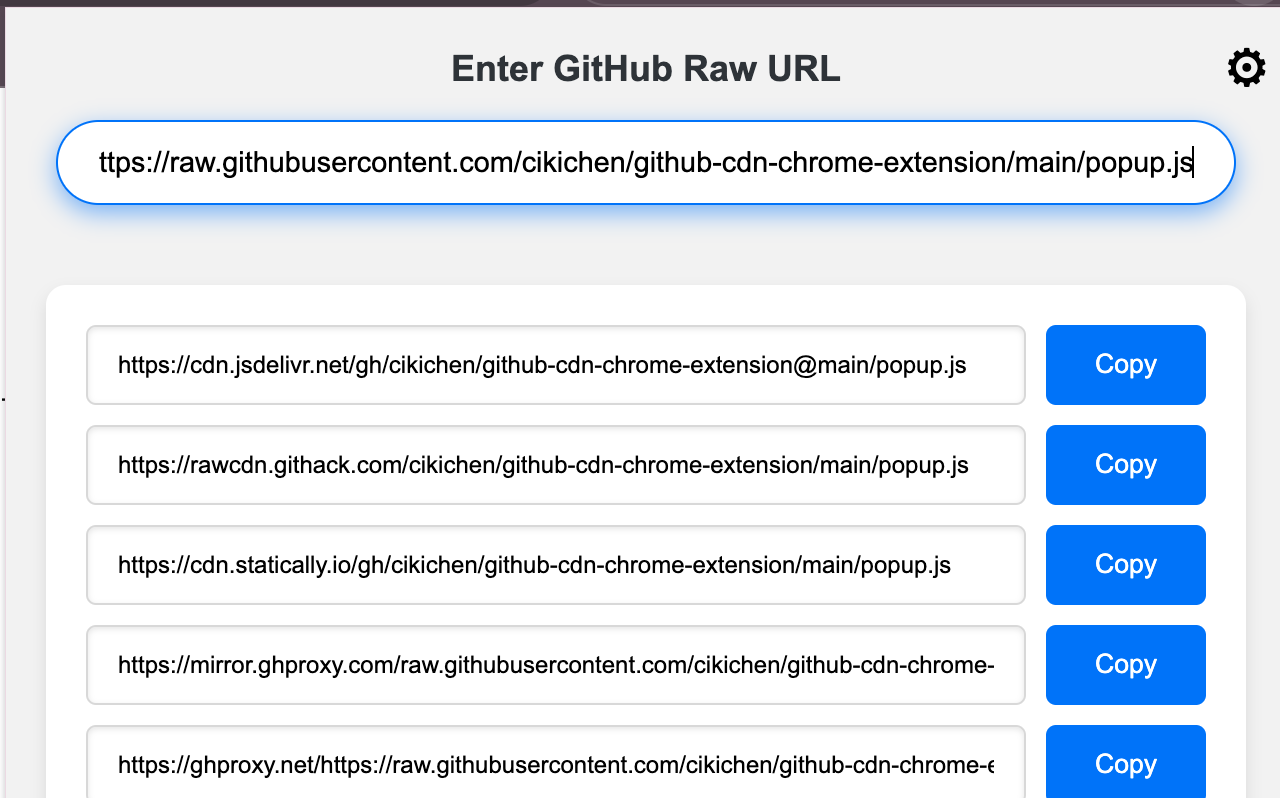 Enter GitHub Raw URL
ttps://raw.githubusercontent.com/cikichen/github-cdn-chrome-extension/main/popup.js
https://cdn.jsdelivr.net/gh/cikichen/github-cdn-chrome-extension@main/popup.js
Copy
https://rawcdn.githack.com/cikichen/github-cdn-chrome-extension/main/popup.js
Copy
https://cdn.statically.io/gh/cikichen/github-cdn-chrome-extension/main/popup.js
Copy
https://mirror.ghproxy.com/raw.githubusercontent.com/cikichen/github-cdn-chrome-
Copy
https://ghproxy.net/https://raw.githubusercontent.com/cikichen/github-cdn-chrome-e
Copy